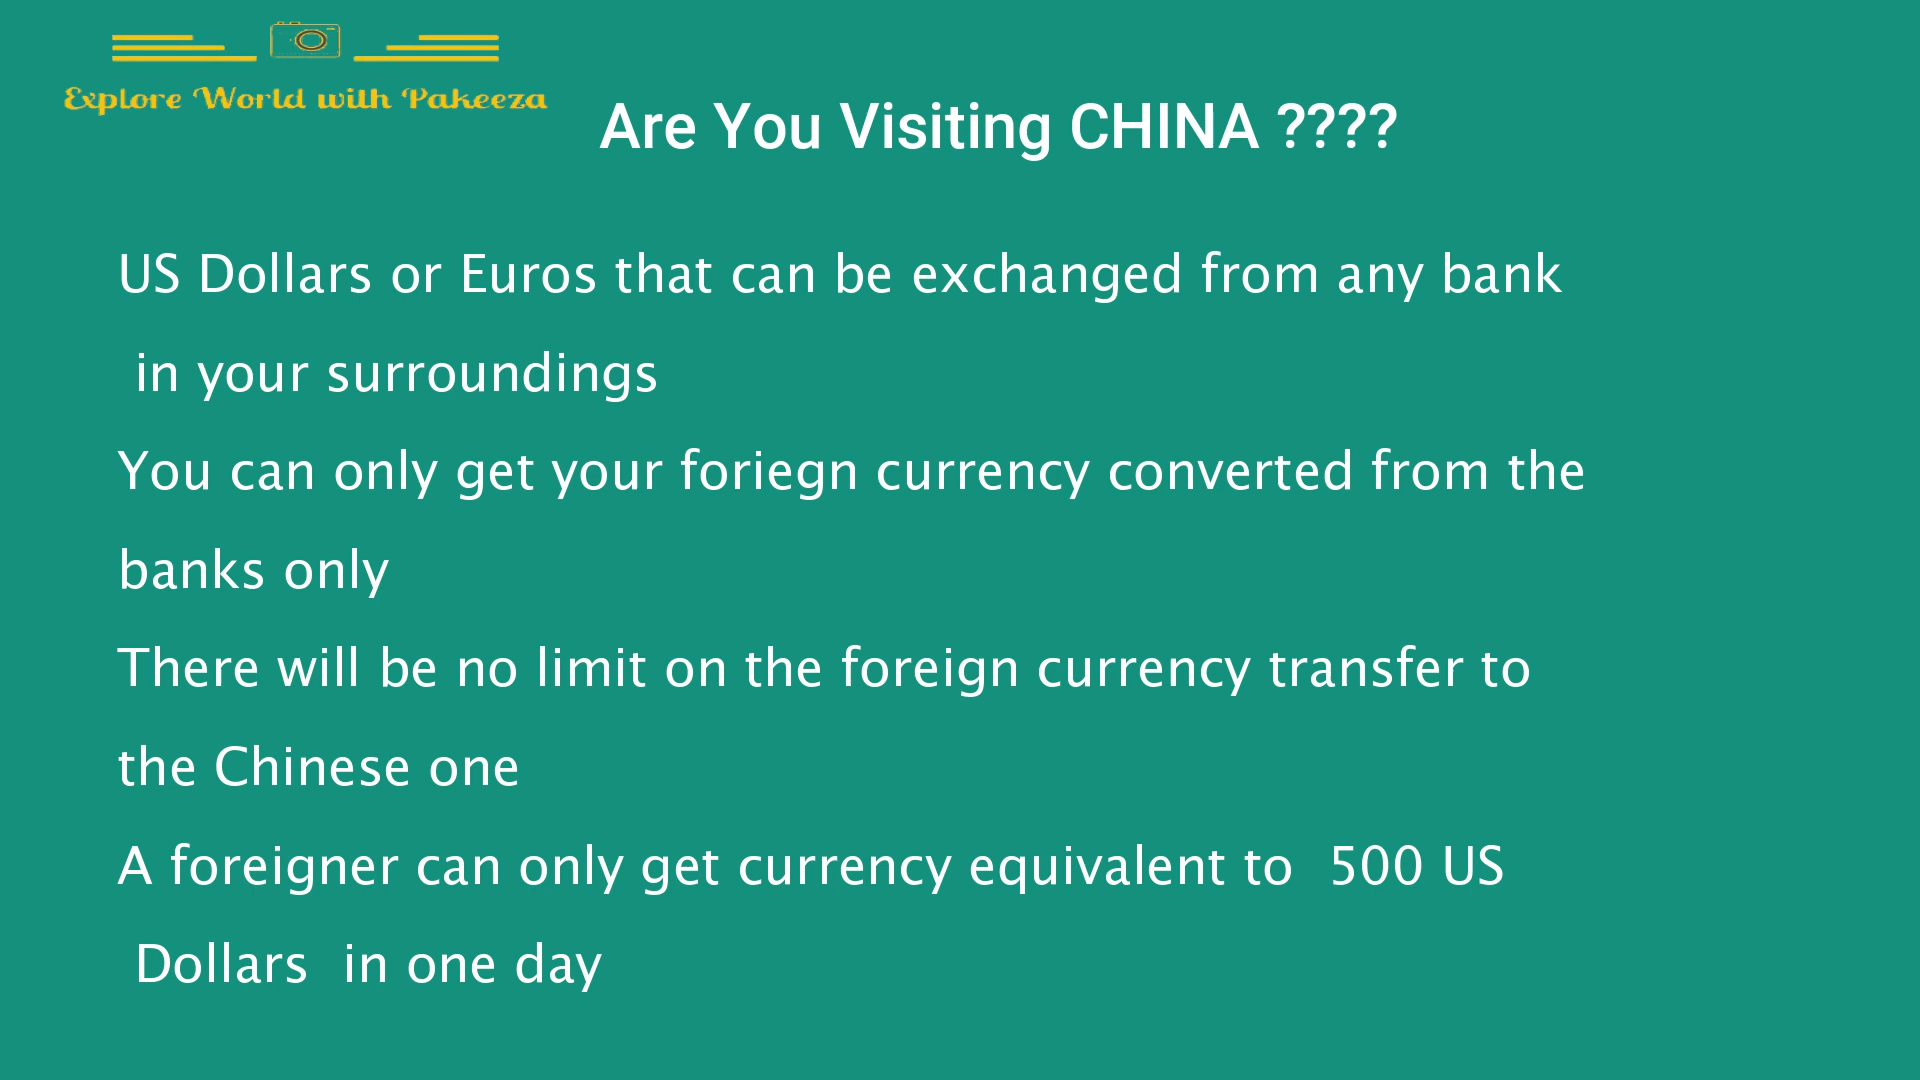 Explore World with Pakeeza
Are You Visiting CHINA ????
US Dollars or Euros that can be exchanged from any bank
in your surroundings
You can only get your foriegn currency converted from the
banks only
There will be no limit on the foreign currency transfer to
the Chinese one
A foreigner can only get currency equivalent to  500 US
Dollars  in one day